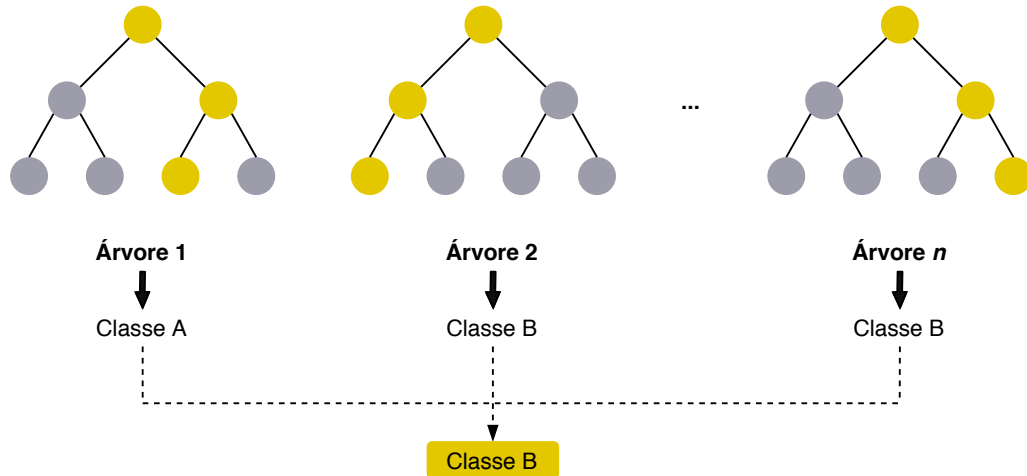 ...
Árvore 1
Árvore 2
Árvore n
Classe A
Classe B
Classe B
Classe B